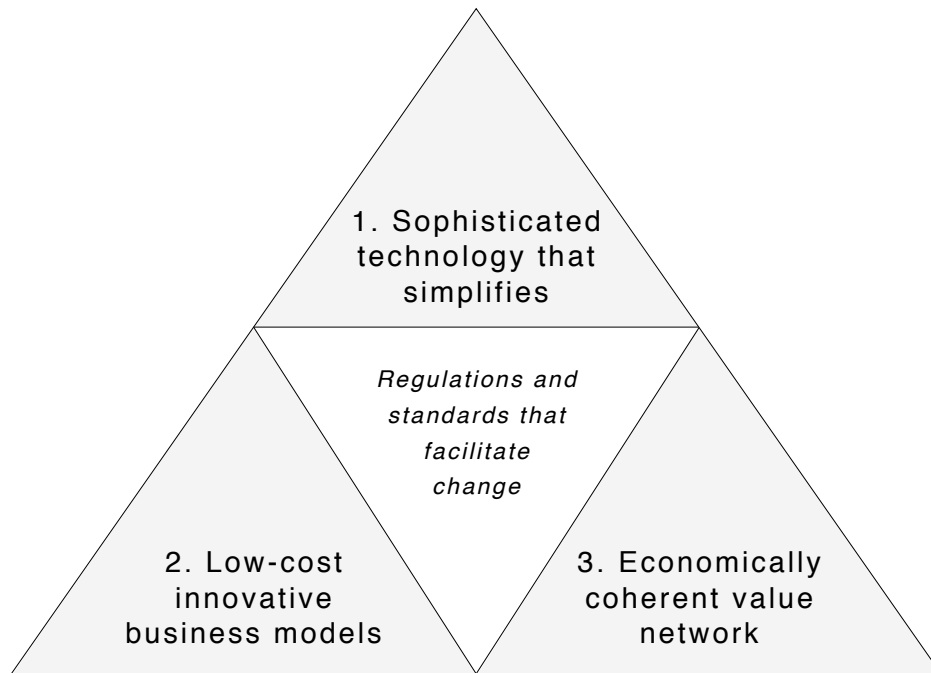 1. Sophisticated
technology that
simplifies
Regulations and
standards that
facilitate
change
2. Low-cost
innovative
business models
3. Economically
coherent value
network